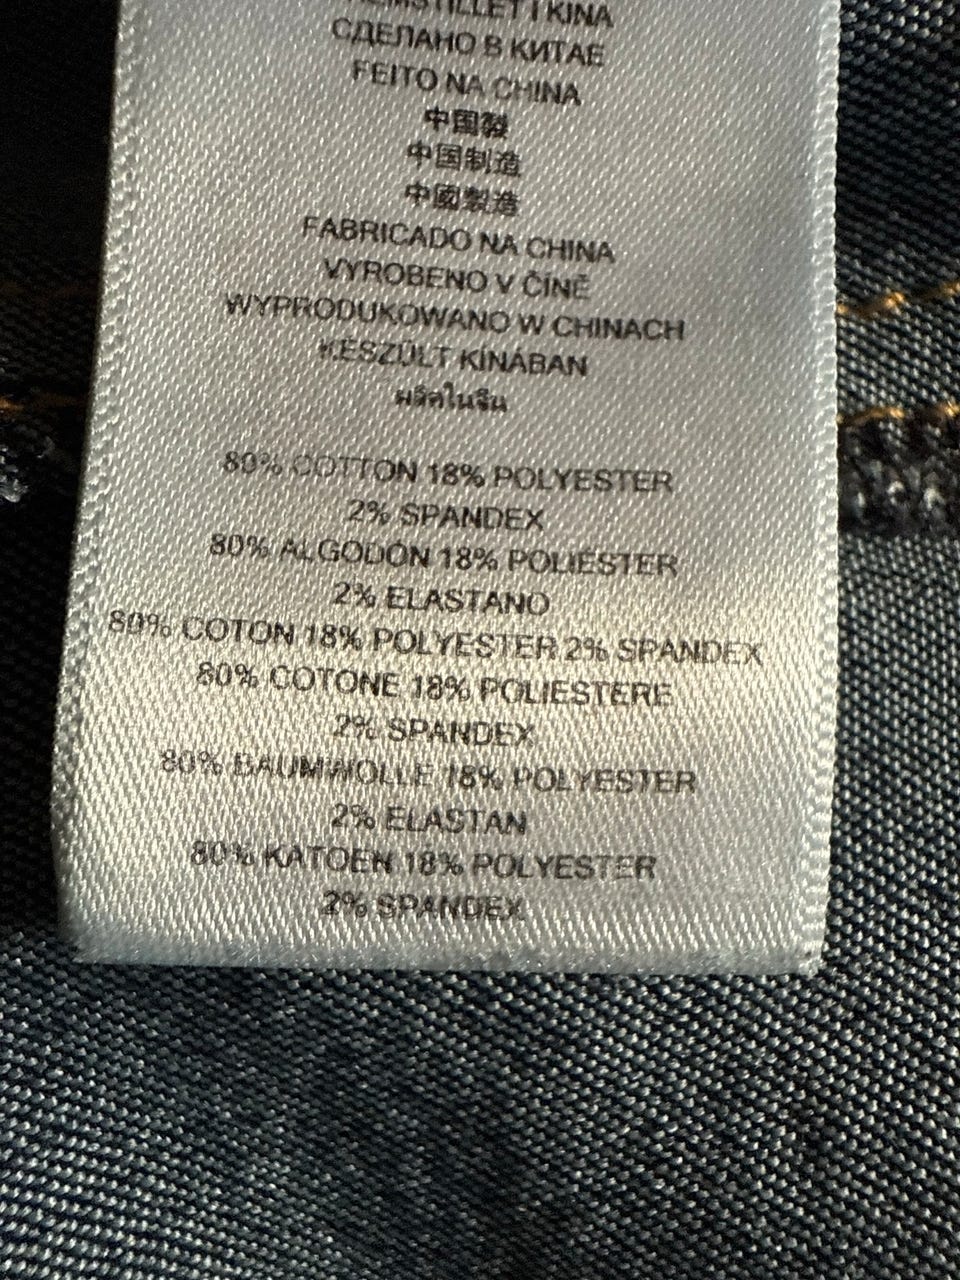 FREMSTILLET I KINA
СДЕЛАНО В КИТАЕ
FEITO NA CHINA
中国製
中国制造
中國製造
FABRICADO NA CHINA
VYROBENO V ČÍNĚ
WYPRODUKOWANO W CHINACH
KÉSZÜLT KÍNÁBAN
ผลิตในจีน
80% COTTON 18% POLYESTER
2% SPANDEX
80% ALGODÓN 18% POLIÉSTER
2% ELASTANO
80% COTON 18% POLYESTER 2% SPANDEX
80% COTONE 18% POLIESTERE
2% SPANDEX
80% BAUMWOLLE 18% POLYESTER
2% ELASTAN
80% KATOEN 18% POLYESTER
2% SPANDEX